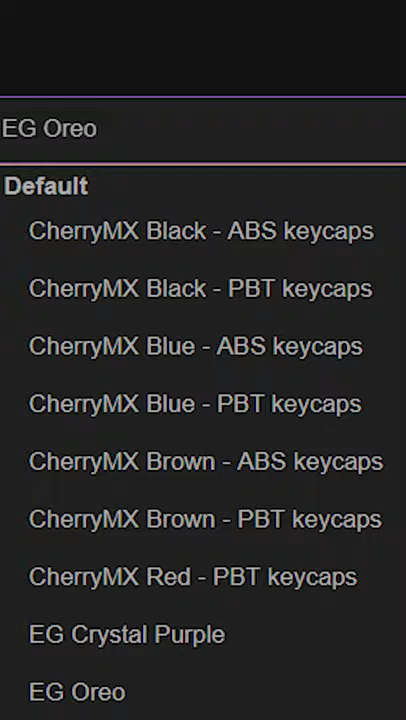 EG Oreo
Default
CherryMX Black - ABS keycaps
CherryMX Black - PBT keycaps
CherryMX Blue - ABS keycaps
CherryMX Blue - PBT keycaps
CherryMX Brown - ABS keycaps
CherryMX Brown - PBT keycaps
CherryMX Red - PBT keycaps
EG Crystal Purple
EG Oreo